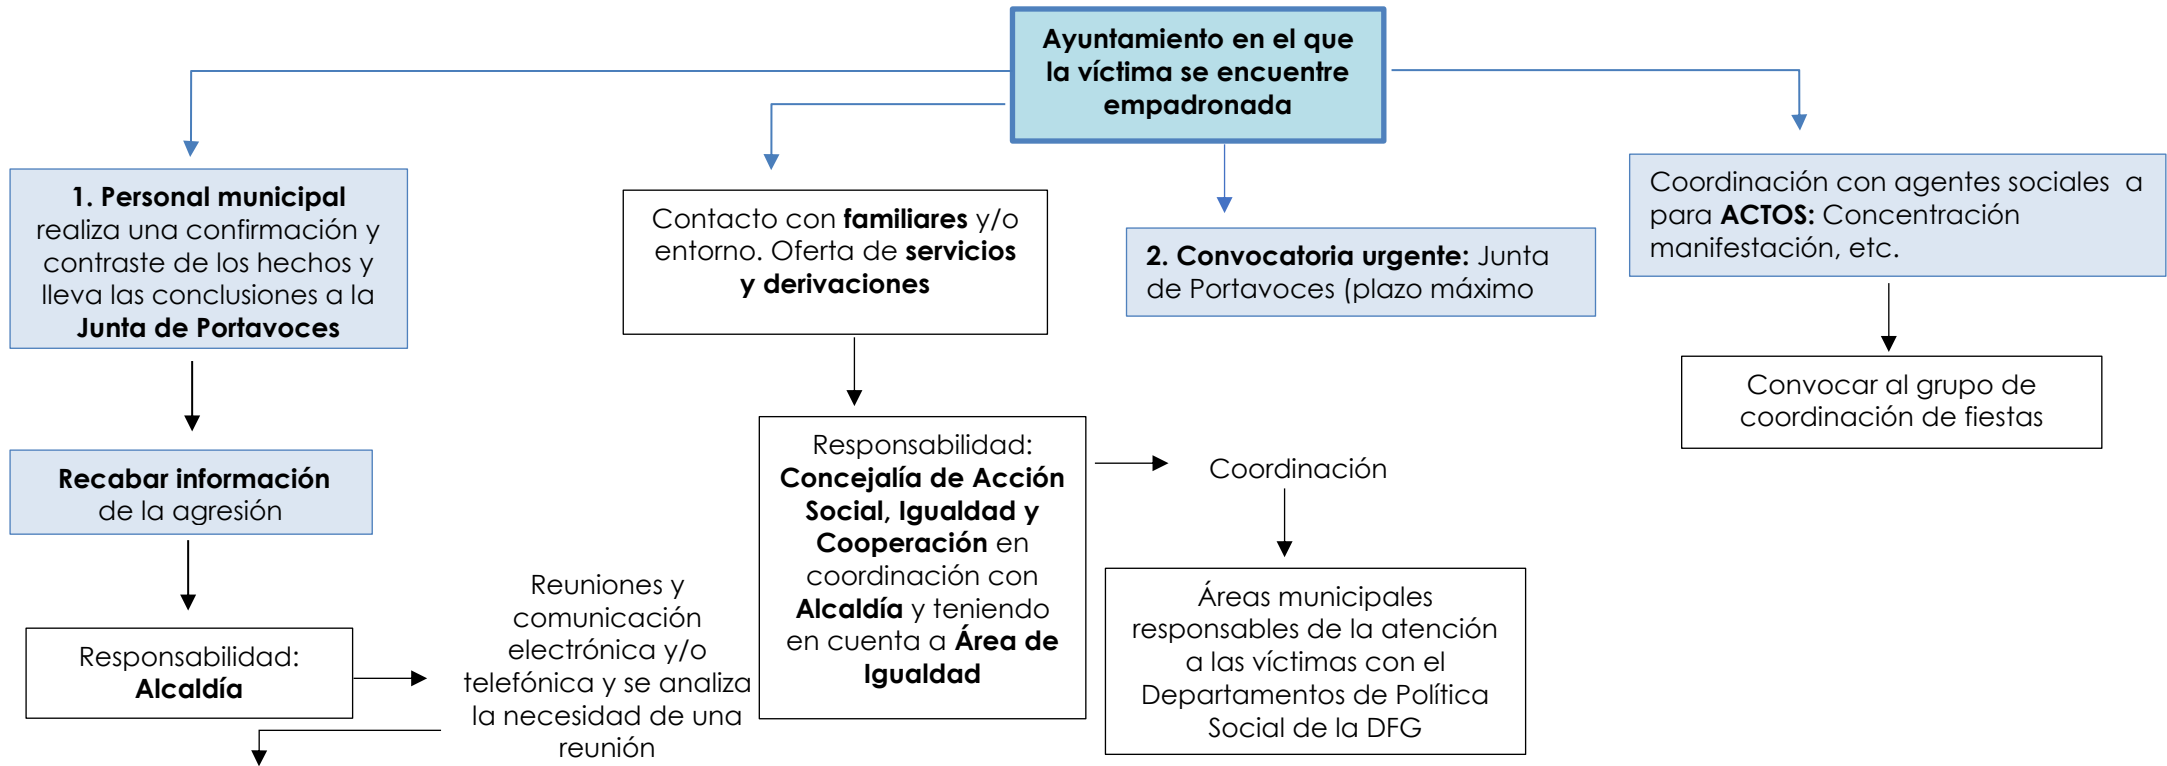 Ayuntamiento en el que
la víctima se encuentre
empadronada
1. Personal municipal
realiza una confirmación y
contraste de los hechos y
lleva las conclusiones a la
Junta de Portavoces
Contacto con familiares y/o
entorno. Oferta de servicios
y derivaciones
2. Convocatoria urgente: Junta
de Portavoces (plazo máximo
Coordinación con agentes sociales  a
para ACTOS: Concentración
manifestación, etc.
Convocar al grupo de
coordinación de fiestas
Recabar información
de la agresión
Responsabilidad:
Concejalía de Acción
Social, Igualdad y
Cooperación en
coordinación con
Alcaldía y teniendo
en cuenta a Área de
Igualdad
Coordinación
Áreas municipales
responsables de la atención
a las víctimas con el
Departamentos de Política
Social de la DFG
Responsabilidad:
Alcaldía
Reuniones y
comunicación
electrónica y/o
telefónica y se analiza
la necesidad de una
reunión